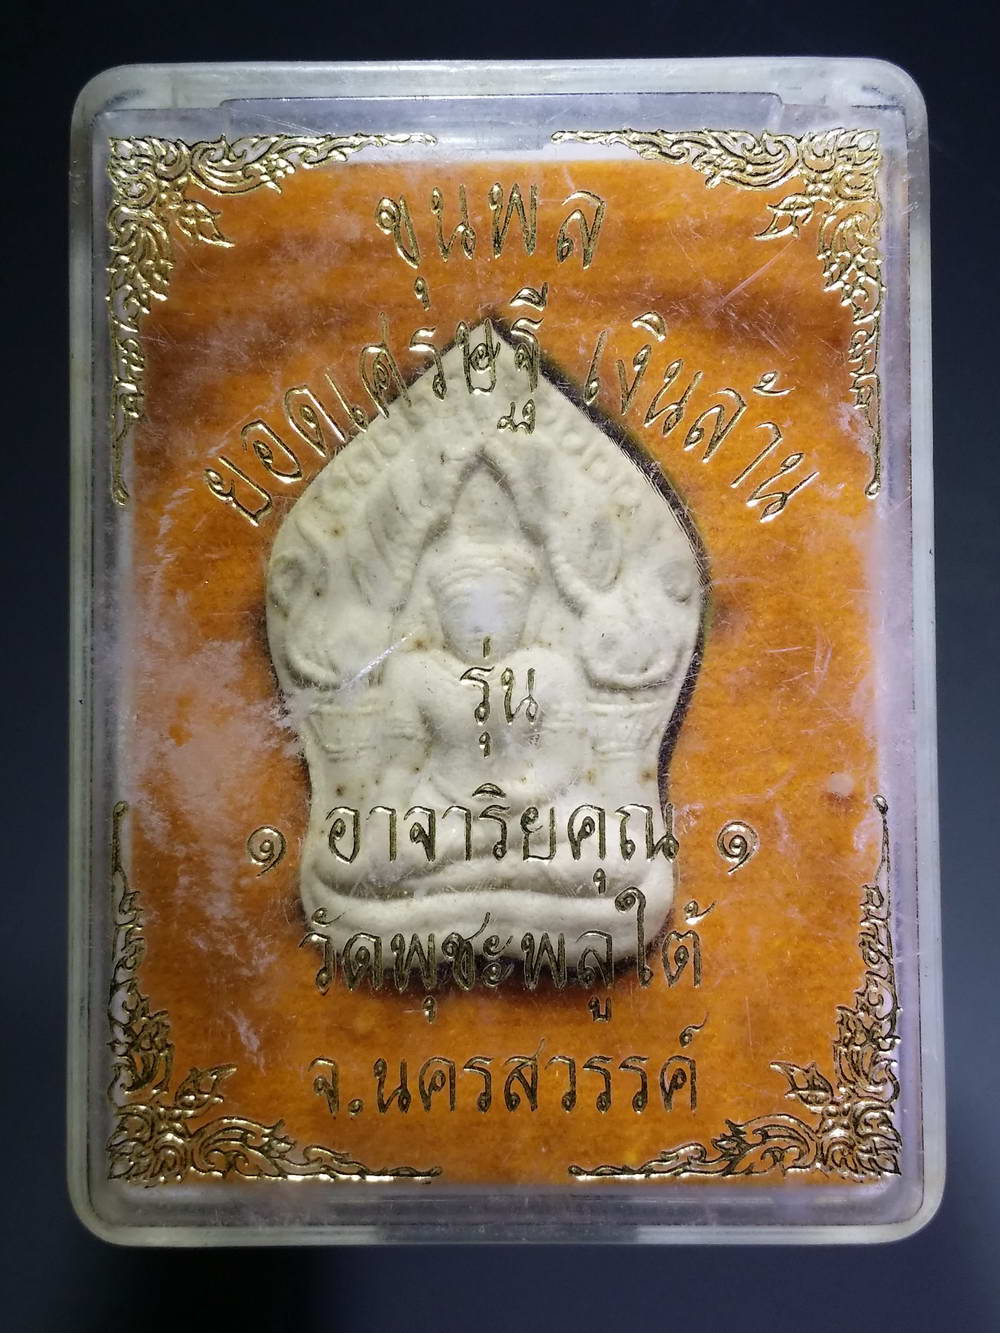 ขุนพล
ยอดเศรษฐี เงินล้าน
รุ่น
๑ อาจาริยคุณ ๑
วัดพุชะพลูใต้
จ.นครสวรรค์